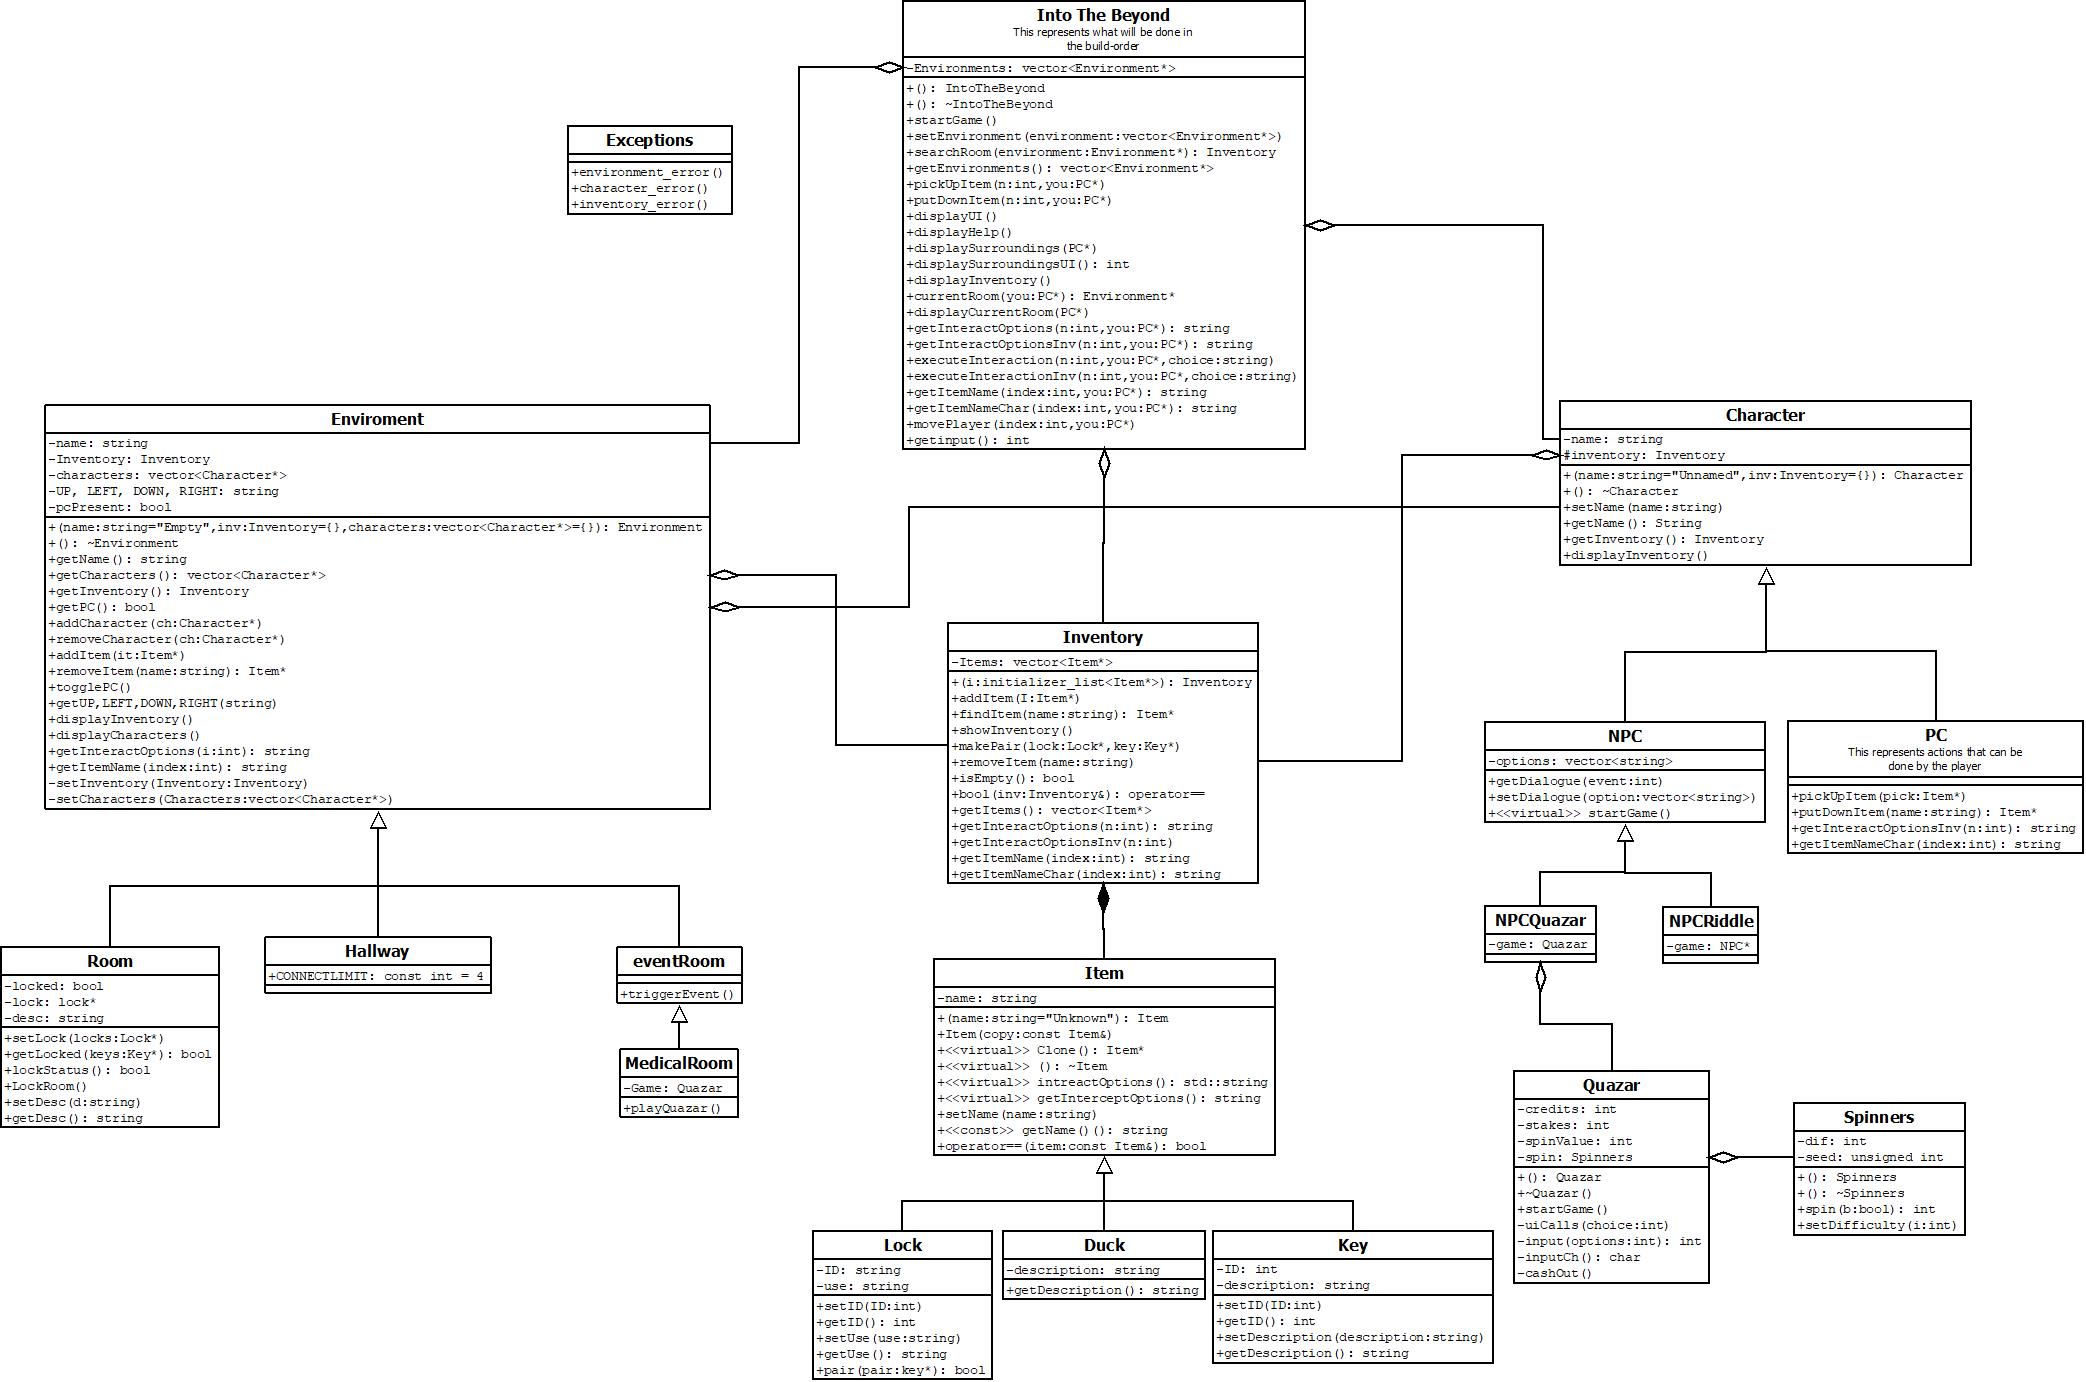 Into The Beyond
This represents what will be done in
the build-order
-Environments: vector<Environment*>
+(): IntoTheBeyond
+(): ~IntoTheBeyond
+startGame()
+setEnvironment(environment:vector<Environment*>)
+searchRoom(environment:Environment*): Inventory
+getEnvironments(): vector<Environment*>
+pickUpItem(n:int,you:PC*)
+putDownItem(n:int,you:PC*)
+displayUI()
+displayHelp()
+displaySurroundings(PC*)
+displaySurroundingsUI(): int
+displayInventory()
+currentRoom(you:PC*): Environment*
+displayCurrentRoom(PC*)
+getInteractOptions(n:int,you:PC*): string
+getInteractOptionsInv(n:int,you:PC*): string
+executeInteraction(n:int,you:PC*,choice:string)
+executeInteractionInv(n:int,you:PC*,choice:string)
+getItemName(index:int,you:PC*): string
+getItemNameChar(index:int,you:PC*): string
+movePlayer(index:int,you:PC*)
+getinput(): int
Exceptions
+environment_error()
+character_error()
+inventory_error()
Enviroment
-name: string
-Inventory: Inventory
-characters: vector<Character*>
-UP, LEFT, DOWN, RIGHT: string
-pcPresent: bool
+(name:string="Empty",inv:Inventory={},characters:vector<Character*>={}): Environment
+(): ~Environment
+getName(): string
+getCharacters(): vector<Character*>
+getInventory(): Inventory
+getPC(): bool
+addCharacter(ch:Character*)
+removeCharacter(ch:Character*)
+addItem(it:Item*)
+removeItem(name:string): Item*
+togglePC()
+getUP,LEFT,DOWN,RIGHT(string)
+displayInventory()
+displayCharacters()
+getInteractOptions(i:int): string
+getItemName(index:int): string
-setInventory(Inventory:Inventory)
-setCharacters(Characters:vector<Character*>)
Character
-name: string
#inventory: Inventory
+(name:string="Unnamed",inv:Inventory={}): Character
+(): ~Character
+setName(name:string)
+getName(): String
+getInventory(): Inventory
+displayInventory()
Inventory
-Items: vector<Item*>
+(i:initializer_list<Item*>): Inventory
+addItem(I:Item*)
+findItem(name:string): Item*
+showInventory()
+makePair(lock:Lock*,key:Key*)
+removeItem(name:string)
+isEmpty(): bool
+bool(inv:Inventory&): operator==
+getItems(): vector<Item*>
+getInteractOptions(n:int): string
+getInteractOptionsInv(n:int)
+getItemName(index:int): string
+getItemNameChar(index:int): string
NPC
-options: vector<string>
+getDialogue(event:int)
+setDialogue(option:vector<string>)
+<<virtual>> startGame()
PC
This represents actions that can be
done by the player
+pickUpItem(pick:Item*)
+putDownItem(name:string): Item*
+getInteractOptionsInv(n:int): string
+getItemNameChar(index:int): string
NPCQuazar
-game: Quazar
NPCRiddle
-game: NPC*
Room
-locked: bool
-lock: lock*
-desc: string
+setLock(locks:Lock*)
+getLocked(keys:Key*): bool
+lockStatus(): bool
+LockRoom()
+setDesc(d:string)
+getDesc(): string
Hallway
+CONNECTLIMIT: const int = 4
eventRoom
+triggerEvent()
MedicalRoom
-Game: Quazar
+playQuazar()
Item
-name: string
+(name:string="Unknown"): Item
+Item(copy:const Item&)
+<<virtual>> Clone(): Item*
+<<virtual>> (): ~Item
+<<virtual>> intreactOptions(): std::string
+<<virtual>> getInterceptOptions(): string
+setName(name:string)
+<<const>> getName()(): string
+operator==(item:const Item&): bool
Quazar
-credits: int
-stakes: int
-spinValue: int
-spin: Spinners
+(): Quazar
+~Quazar()
+startGame()
-uiCalls(choice:int)
-input(options:int): int
-inputCh(): char
-cashOut()
Spinners
-dif: int
-seed: unsigned int
+(): Spinners
+(): ~Spinners
+spin(b:bool): int
+setDifficulty(i:int)
Lock
-ID: string
-use: string
+setID(ID:int)
+getID(): int
+setUse(use:string)
+getUse(): string
+pair(pair:key*): bool
Duck
-description: string
+getDescription(): string
Key
-ID: int
-description: string
+setID(ID:int)
+getID(): int
+setDescription(description:string)
+getDescription(): string